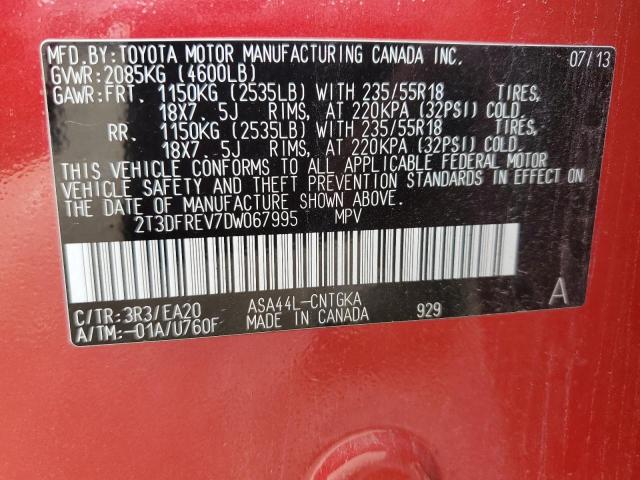 MFD.BY:TOYOTA MOTOR MANUFACTURING CANADA INC. 07/13
GVWR:2085KG (4600LB)
GAWR:FRT. 1150KG (2535LB) WITH 235/55R18 TIRES,
18X7.5J RIMS, AT 220KPA (32PSI) COLD
RR. 1150KG (2535LB) WITH 235/55R18 TIRES,
18X7.5J RIMS, AT 220KPA (32PSI) COLD
THIS VEHICLE CONFORMS TO ALL APPLICABLE FEDERAL MOTOR
VEHICLE SAFETY AND THEFT PREVENTION STANDARDS IN EFFECT ON
THE DATE OF MANUFACTURE SHOWN ABOVE.
2T3DFREV7DW067995 MPV
C/TR:3R3/EA20 ASA44L-CNTGKA A
A/TM:-01A/U760F MADE IN CANADA 929